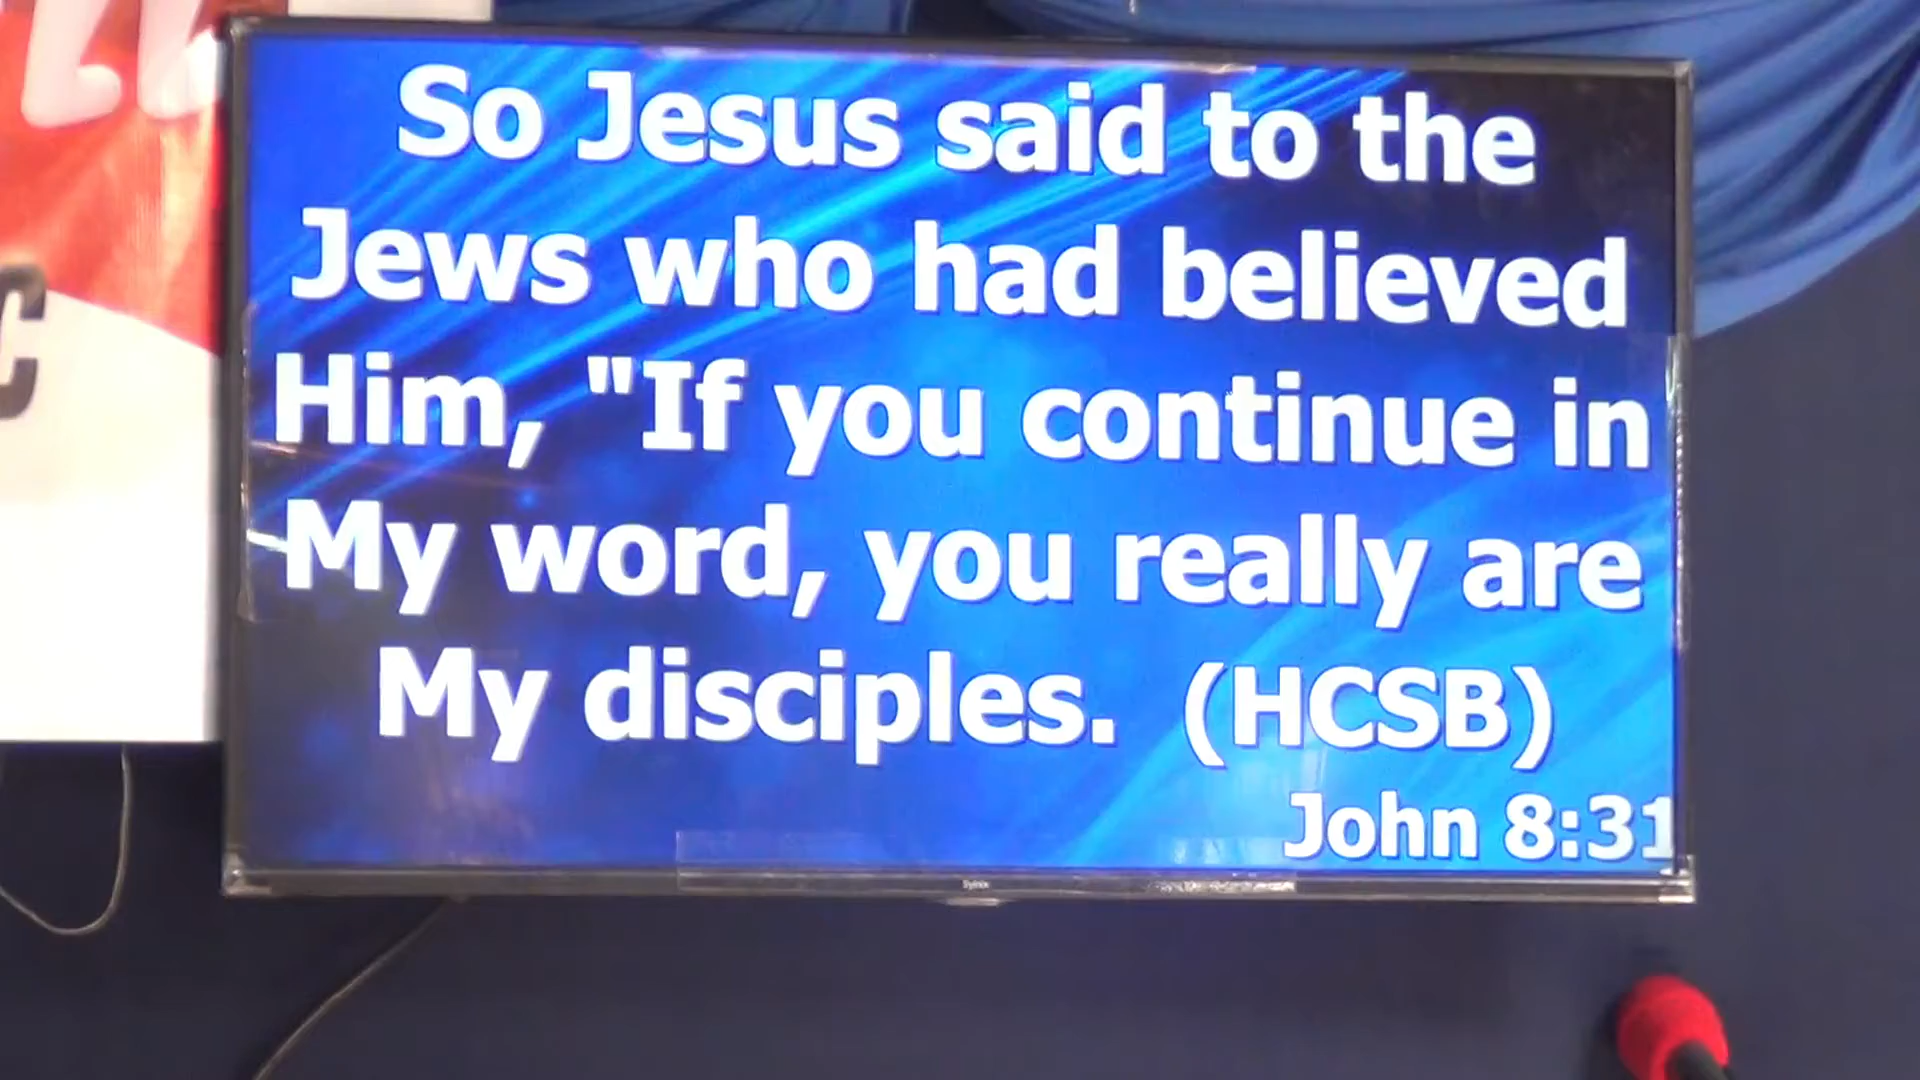 So Jesus said to the
Jews who had believed
Him, "If you continue in
My word, you really are
My disciples. (HCSB)
John 8:31
C